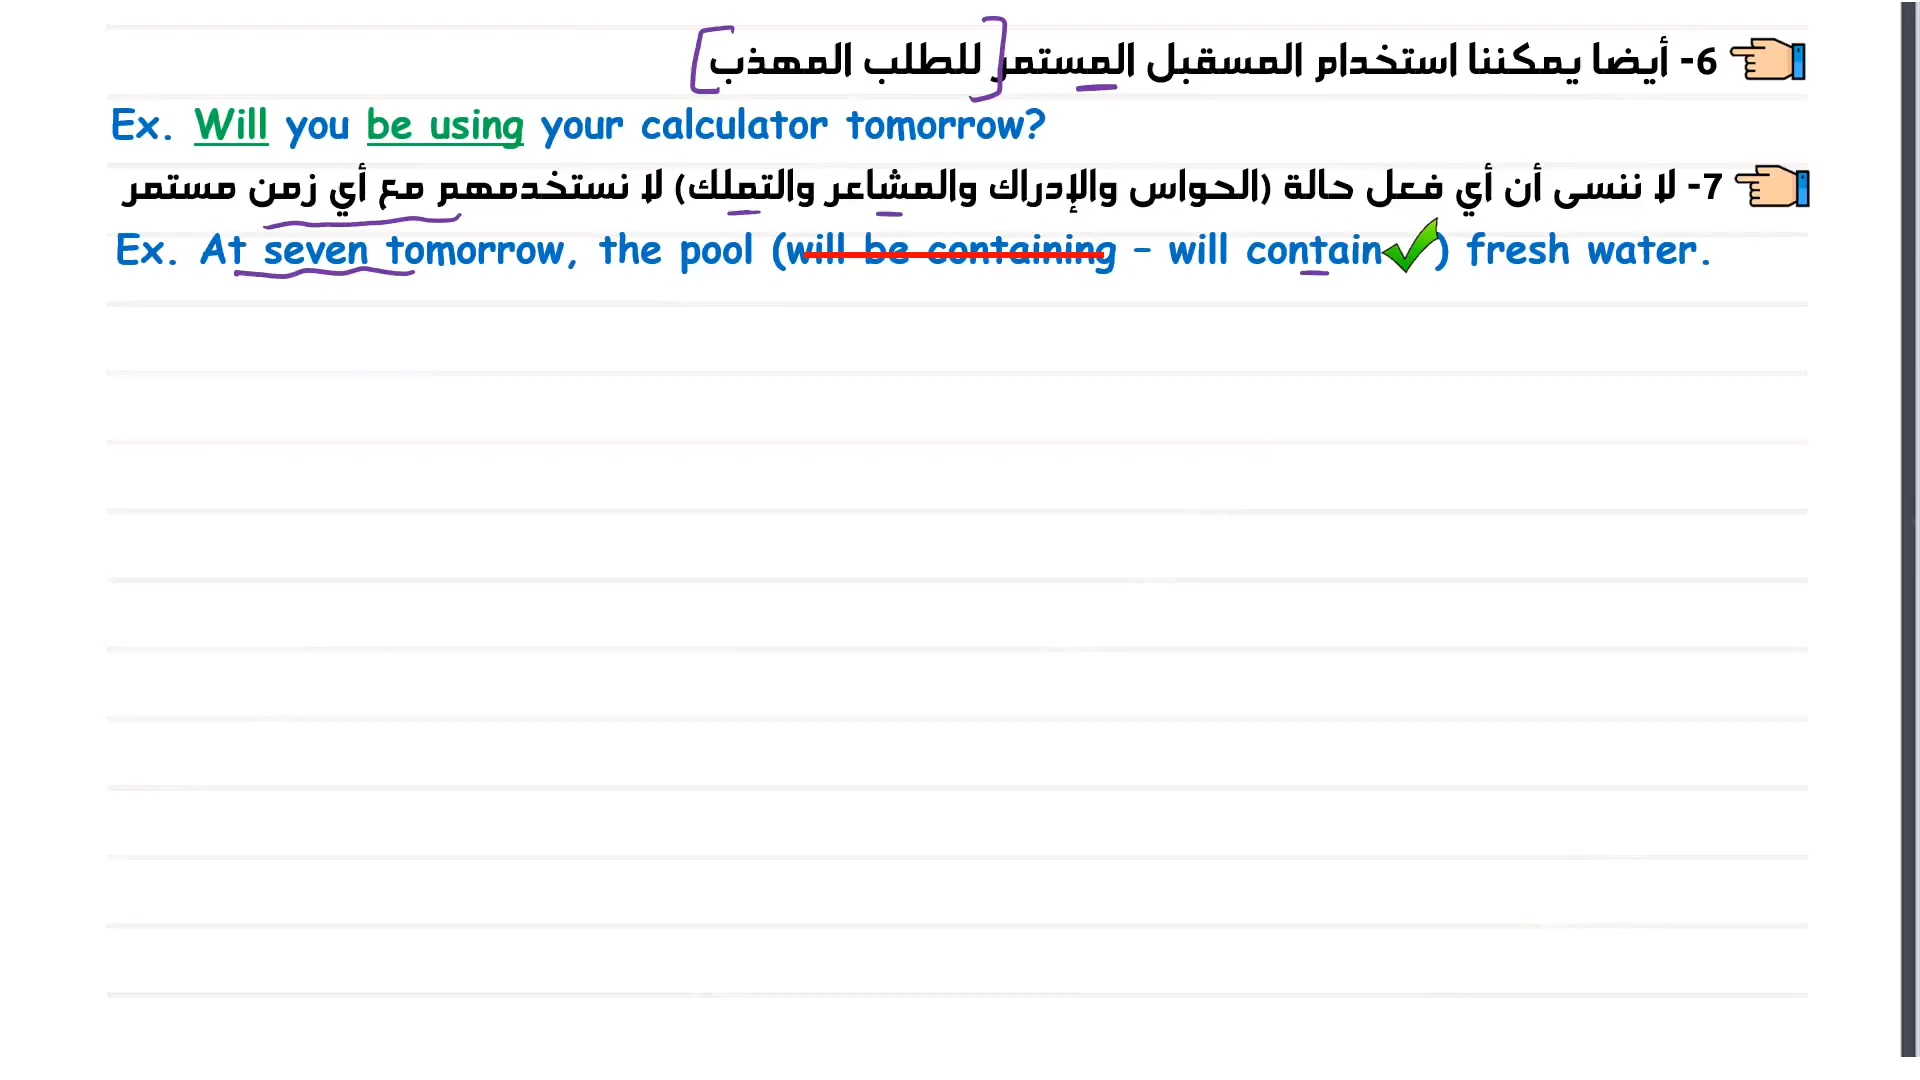 6- أيضا يمكننا استخدام المسقبل المستمر للطلب المهذب
Ex. Will you be using your calculator tomorrow?
7- لا ننسى أن أي فعل حالة (الحواس والإدراك والمشاعر والتملك) لا نستخدمهم مع أي زمن مستمر
Ex. At seven tomorrow, the pool (will be containing – will contain) fresh water.